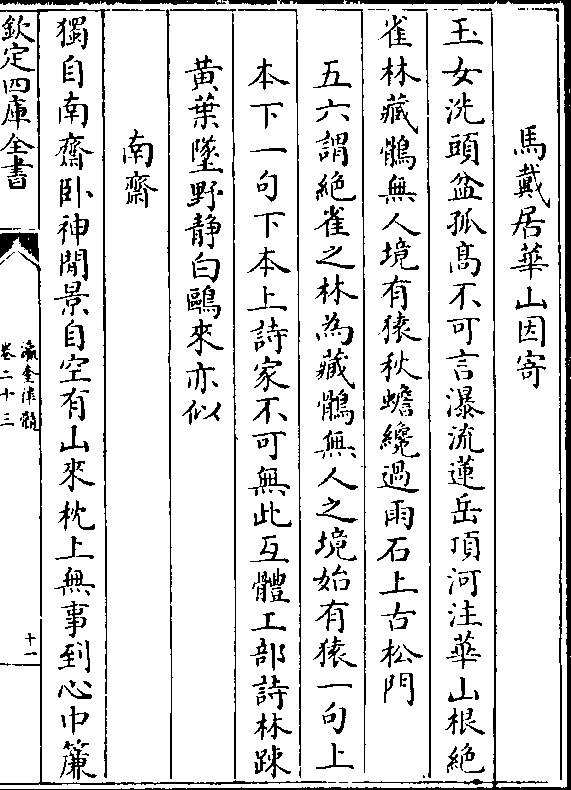 馬戴居華山因寄
玉女洗頭盆孤髙不可言瀑流蓮岳頂河注華山根絶
雀林藏鶻無人境有猿秋蟾纔過雨石上古松門
五六謂絶雀之林為藏鶻無人之境始有猿一句上
本下一句下本上詩家不可無此互體工部詩林踈
黄葉墜野静白鷗來亦似
南齋
獨自南齋卧神閒景自空有山來枕上無事到心中簾
欽定四庫全書
瀛奎律髓
卷二十三
十一